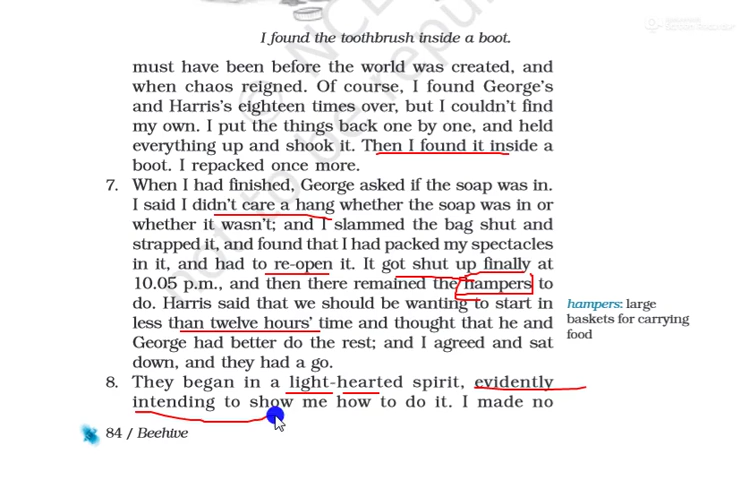 I found the toothbrush inside a boot.
must have been before the world was created, and
when chaos reigned. Of course, I found George's
and Harris's eighteen times over, but I couldn't find
my own. I put the things back one by one, and held
everything up and shook it. Then I found it inside a
boot. I repacked once more.
7. When I had finished, George asked if the soap was in.
I said I didn't care a hang whether the soap was in or
whether it wasn't; and I slammed the bag shut and
strapped it, and found that I had packed my spectacles
in it, and had to re-open it. It got shut up finally at
10.05 p.m., and then there remained the hampers to
do. Harris said that we should be wanting to start in
less than twelve hours' time and thought that he and
George had better do the rest; and I agreed and sat
down, and they had a go.
hampers: large
baskets for carrying
food
8. They began in a light-hearted spirit, evidently
intending to show me how to do it. I made no
84 / Beehive